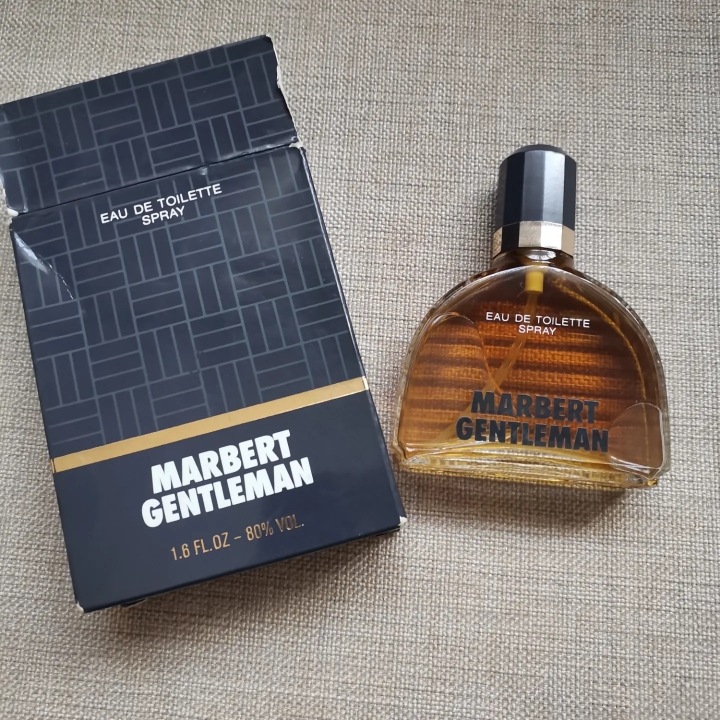 EAU DE TOILETTE
SPRAY
MARBERT
GENTLEMAN
1.6 FL.OZ – 80% VOL.
EAU DE TOILETTE
SPRAY
MARBERT
GENTLEMAN